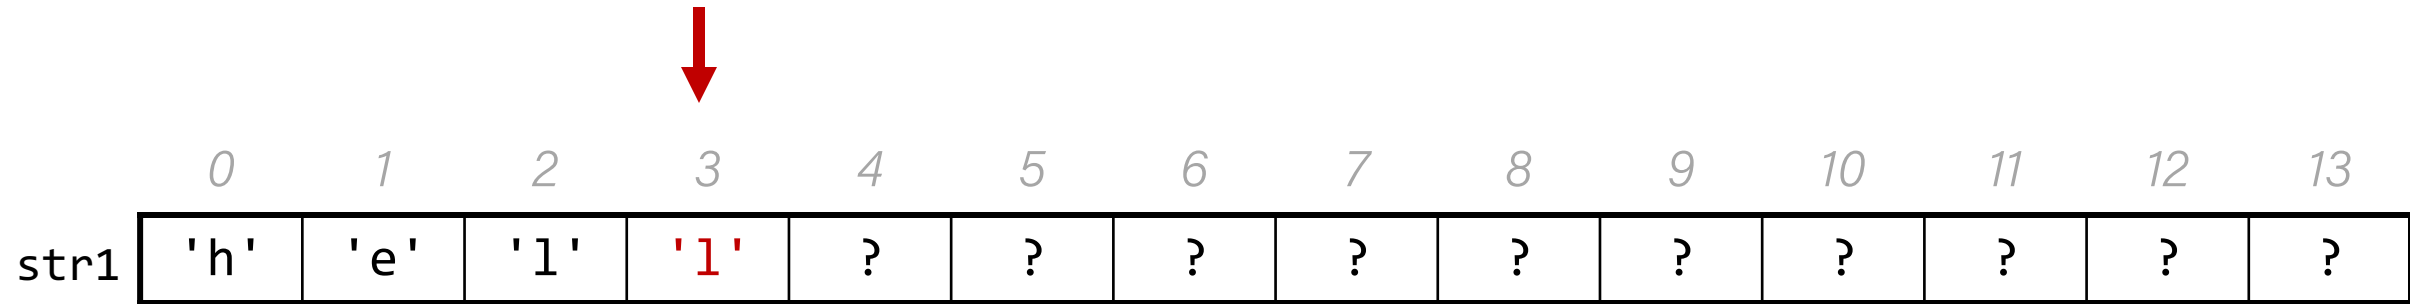 0 1 2 3 4 5 6 7 8 9 10 11 12 13
str1 'h' 'e' 'l' 'l' ? ? ? ? ? ? ? ? ? ?